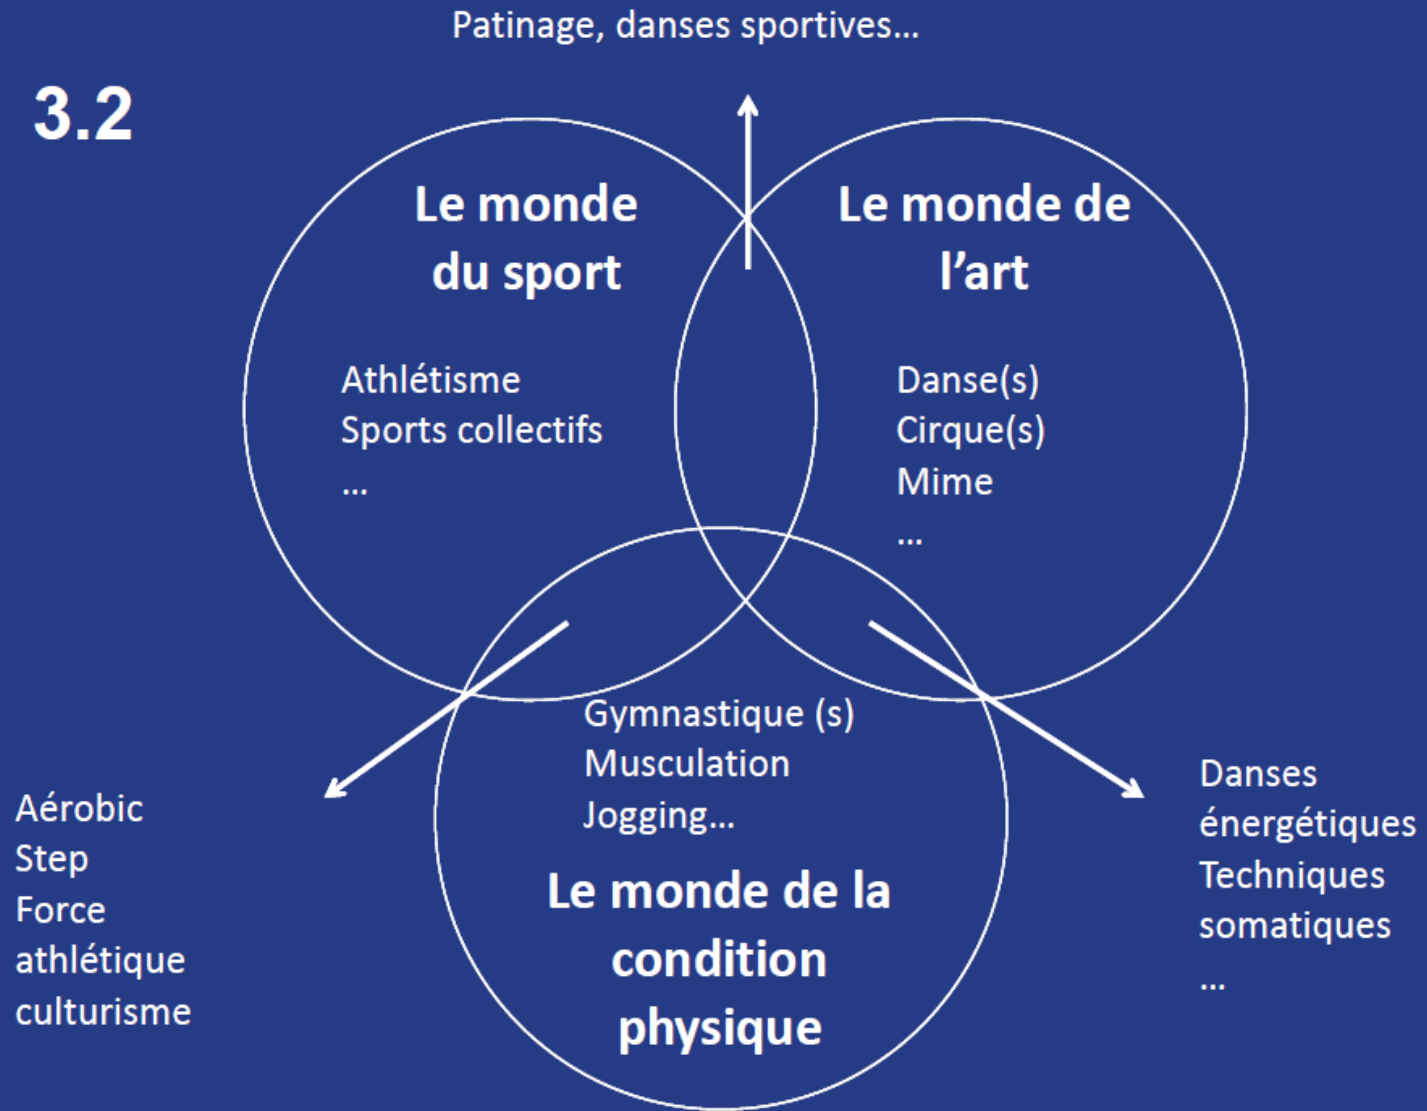 Patinage, danses sportives…
3.2
Le monde
du sport
Athlétisme
Sports collectifs
…
Le monde de
l’art
Danse(s)
Cirque(s)
Mime
…
Gymnastique (s)
Musculation
Jogging…
Le monde de la
condition
physique
Aérobic
Step
Force
athlétique
culturisme
Danses
énergétiques
Techniques
somatiques
…